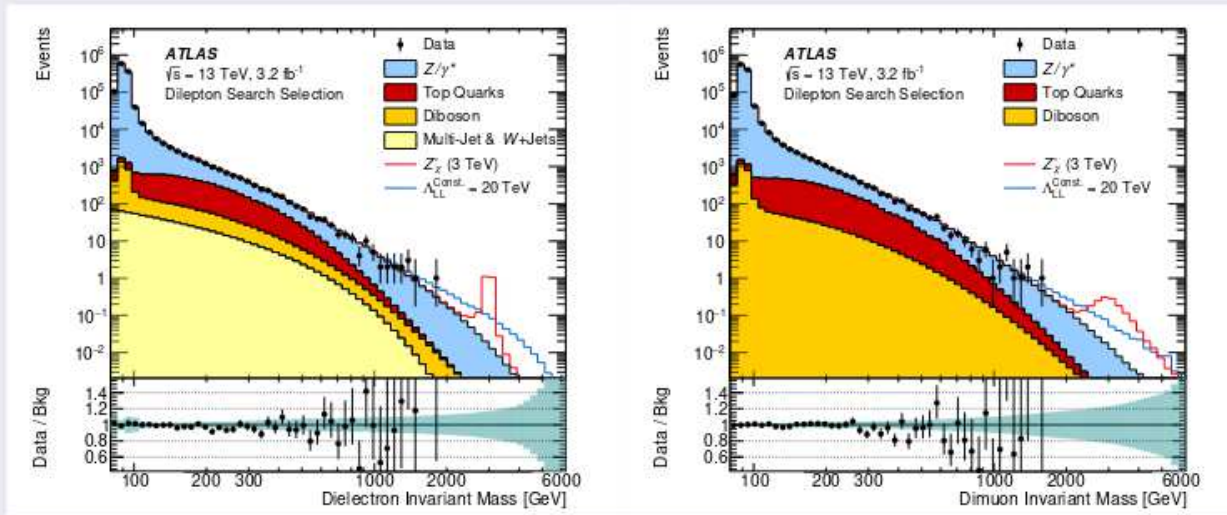 Events
10⁶
10⁵
10⁴
10³
10²
10
1
10⁻¹
10⁻²
ATLAS
√s = 13 TeV, 3.2 fb⁻¹
Dilepton Search Selection
Data
Z/γ*
Top Quarks
Diboson
Multi-Jet & W+Jets
Z'χ (3 TeV)
Λ Const. LL = 20 TeV
Data / Bkg
1.4
1.2
1
0.8
0.6
100 200 300 1000 2000 6000
Dielectron Invariant Mass [GeV]
Events
10⁶
10⁵
10⁴
10³
10²
10
1
10⁻¹
10⁻²
ATLAS
√s = 13 TeV, 3.2 fb⁻¹
Dilepton Search Selection
Data
Z/γ*
Top Quarks
Diboson
Z'χ (3 TeV)
Λ Const. LL = 20 TeV
Data / Bkg
1.4
1.2
1
0.8
0.6
100 200 300 1000 2000 6000
Dimuon Invariant Mass [GeV]